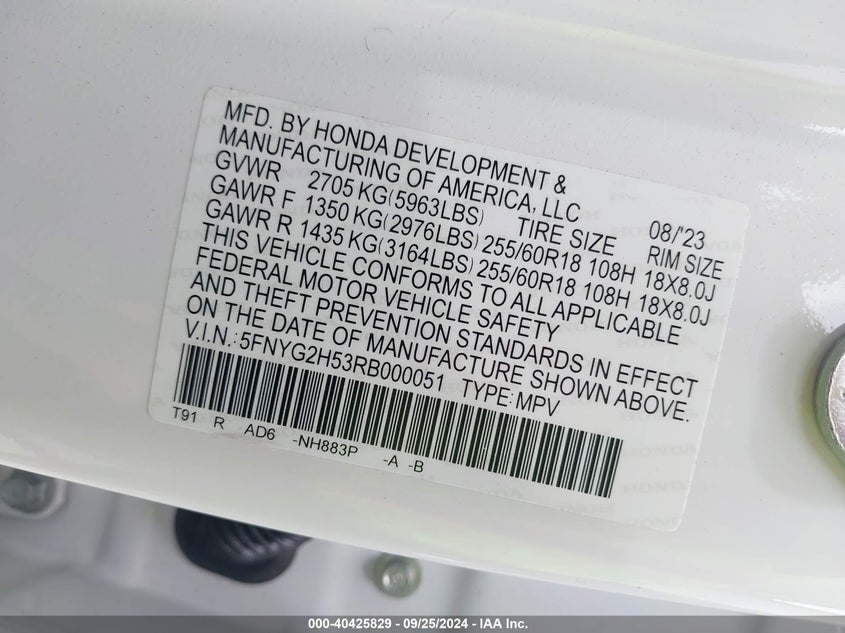 MFD. BY HONDA DEVELOPMENT &
MANUFACTURING OF AMERICA, LLC
GVWR 2705 KG(5963LBS) TIRE SIZE 08/'23 RIM SIZE
GAWR F 1350 KG(2976LBS) 255/60R18 108H 18X8.0J
GAWR R 1435 KG(3164LBS) 255/60R18 108H 18X8.0J
THIS VEHICLE CONFORMS TO ALL APPLICABLE
FEDERAL MOTOR VEHICLE SAFETY
AND THEFT PREVENTION STANDARDS IN EFFECT
ON THE DATE OF MANUFACTURE SHOWN ABOVE.
V.I.N.:5FNYG2H53RB000051 TYPE:MPV
T91 R AD6 -NH883P -A -B
000-40425829 / 09/25/2024 - IAA Inc.